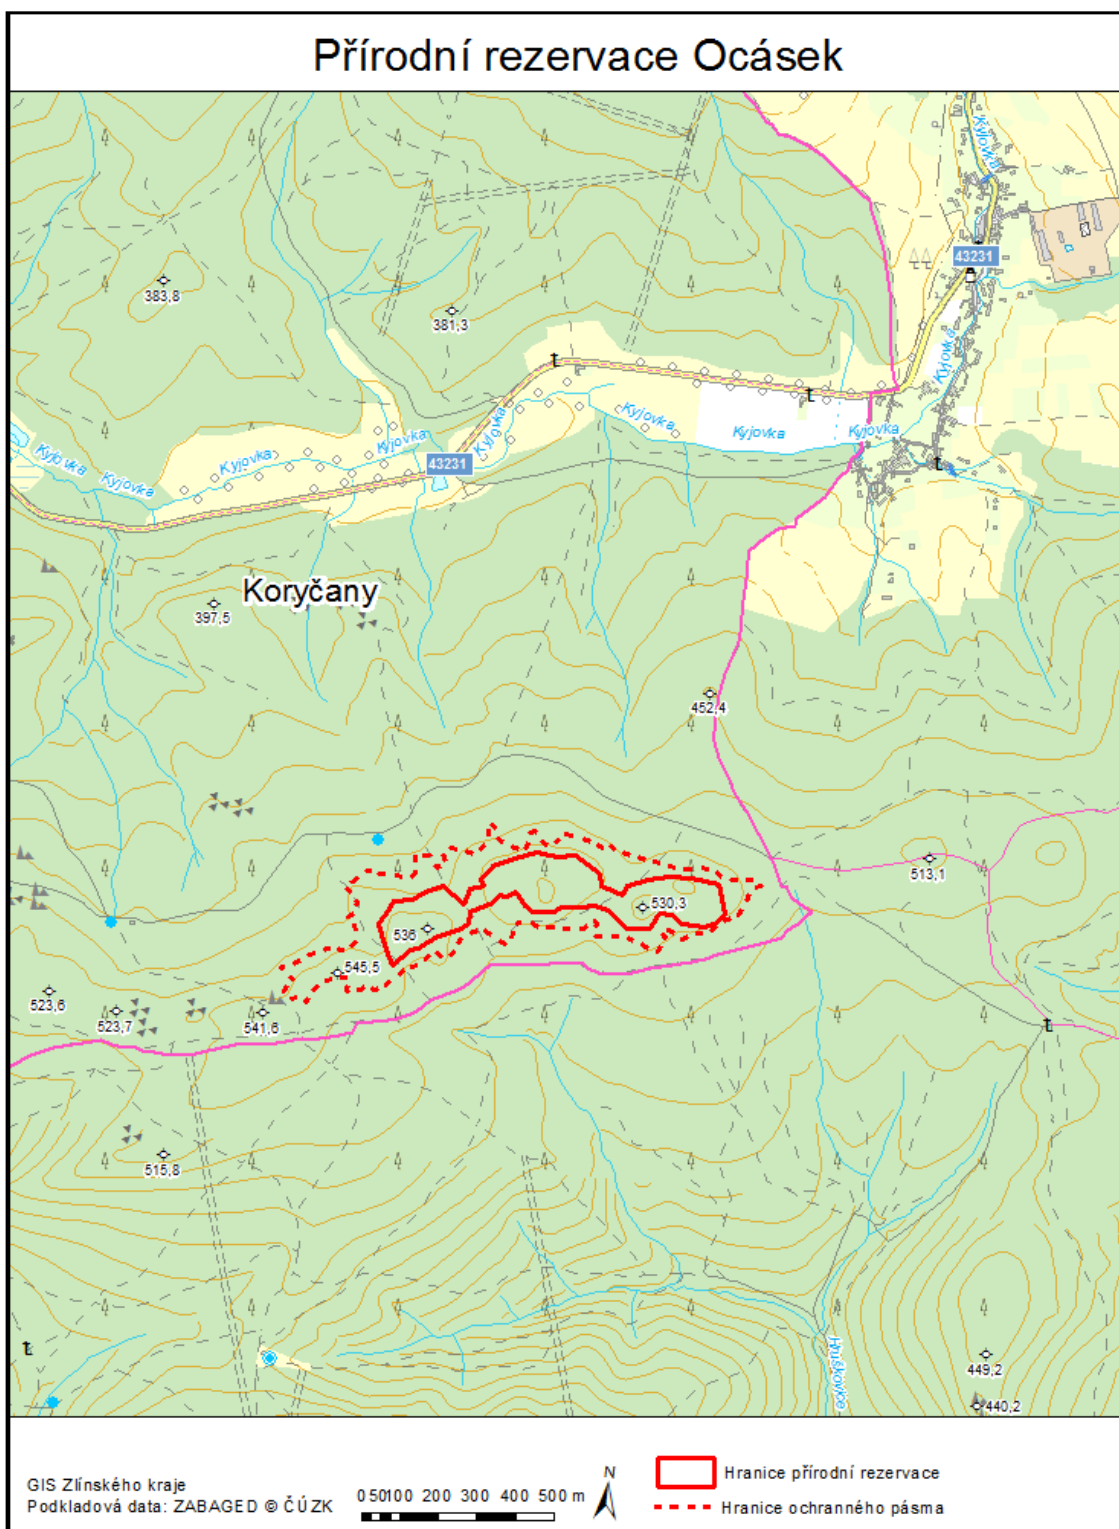 Přírodní rezervace Ocásek
Kyjovka
43231
383,8
381,3
Kyjovka
Kyjovka
Kyjovka
Kyjovka
Kyjovka
Kyjovka
Kyjovka
Kyjovka
Kyjovka
43231
Koryčany
397,5
452,4
513,1
530,3
536
545,5
523,6
523,7
541,6
515,8
Hruškovice
449,2
440,2
GIS Zlínského kraje
Podkladová data: ZABAGED © ČÚZK
0 50100 200 300 400 500 m
N
Hranice přírodní rezervace
Hranice ochranného pásma